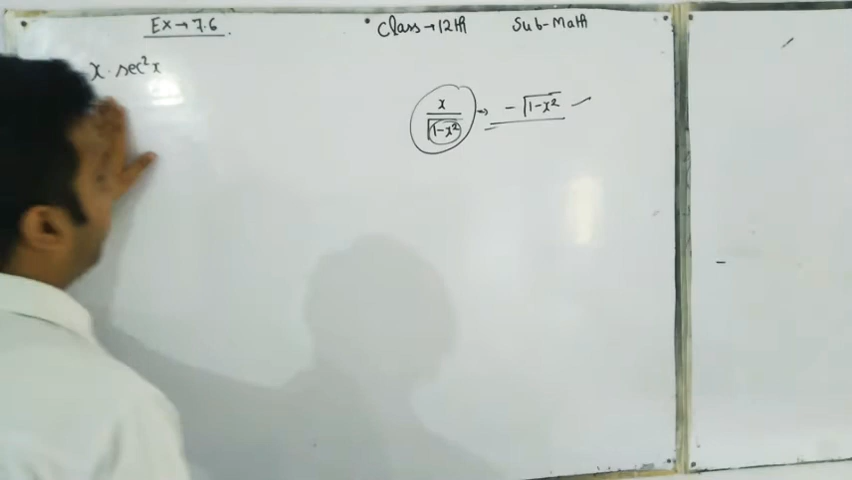 Ex → 7.6
• Class → 12th
Sub-Math
x · sec²x
x/√(1-x²) → -√(1-x²)